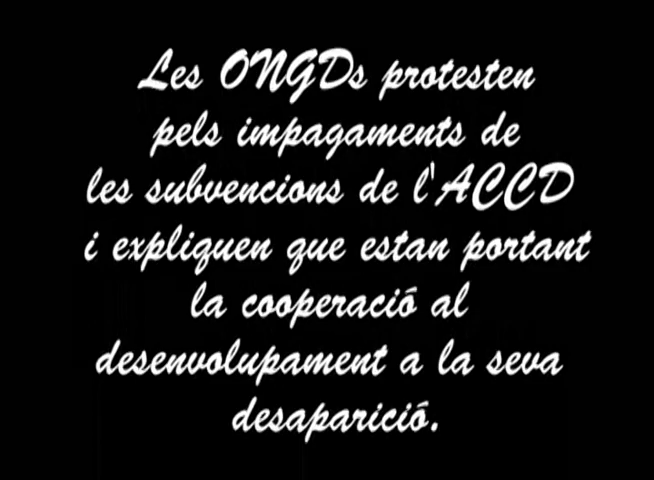 Les ONGDs protesten
pels impagaments de
les subvencions de l'ACCD
i expliquen que estan portant
la cooperació al
desenvolupament a la seva
desaparició.